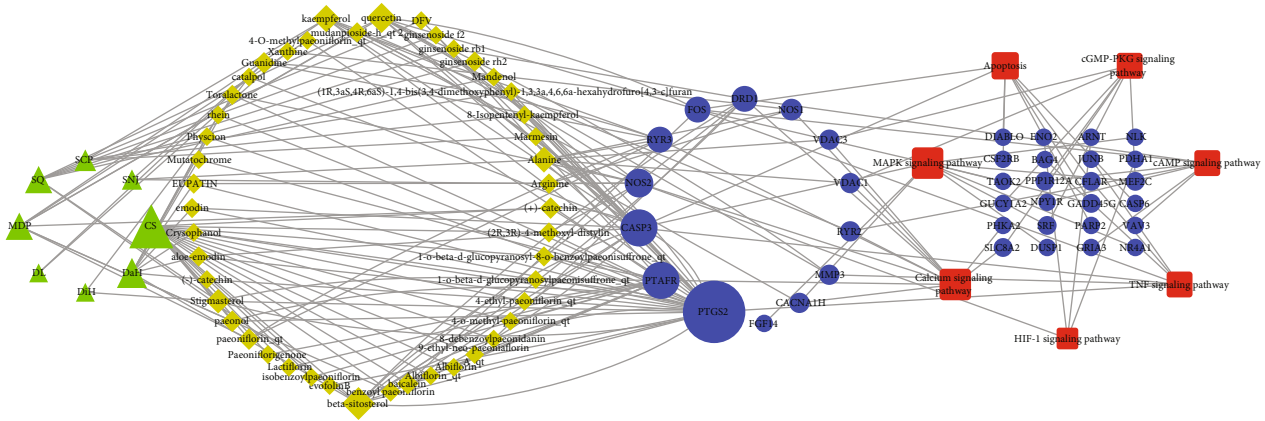 SCP
SQ
SNJ
MDP
CS
DL
DaH
DiH
kaempferol
quercetin
DFV
mudanpioside-h_qt 2
ginsenoside f2
4-O-methylpaeoniflorin_qt
ginsenoside rb1
Xanthine
Guanidine
ginsenoside rh2
catalpol
Mandenol
Toralactone
(1R,3aS,4R,6aS)-1,4-bis(3,4-dimethoxyphenyl)-1,3,3a,4,6,6a-hexahydrofuro[4,3-c]furan
rhein
8-Isopentenyl-kaempferol
Physcion
Marmesin
Mutatochrome
Alanine
EUPATIN
Arginine
emodin
(+)-catechin
Crysophanol
(2R,3R)-4-methoxyl-distylin
aloe-emodin
1-o-beta-d-glucopyranosyl-8-o-benzoylpaeonisuffrone_qt
(-)-catechin
1-o-beta-d-glucopyranosylpaeonisuffrone_qt
Stigmasterol
4-ethyl-paeoniflorin_qt
paeonol
4-o-methyl-paeoniflorin_qt
paeoniflorin_qt
8-debenzoylpaeonidanin
Paeoniflorigenone
9-ethyl-neo-paeoniaflorin
Lactiflorin
Albiflorin
isobenzoylpaeoniflorin
Albiflorin_qt
evofolinB
baicalein
benzoyl paeoniflorin
beta-sitosterol
FOS
DRD1
NOS1
RYR3
VDAC3
NOS2
VDAC1
CASP3
RYR2
PTAFR
MMP3
PTGS2
CACNA1H
FGF14
Apoptosis
cGMP-PKG signaling
pathway
MAPK signaling pathway
cAMP signaling pathway
Calcium signaling
pathway
TNF signaling pathway
HIF-1 signaling pathway
DIABLO
ENO2
ARNT
NLK
CSF2RB
BAG4
JUNB
PDHA1
TAOK2
PPP1R12A
CFLAR
MEF2C
GUCY1A2
NPY1R
GADD45G
CASP6
PHKA2
SRF
PARP2
VAV3
SLC8A2
DUSP1
GRIA3
NR4A1